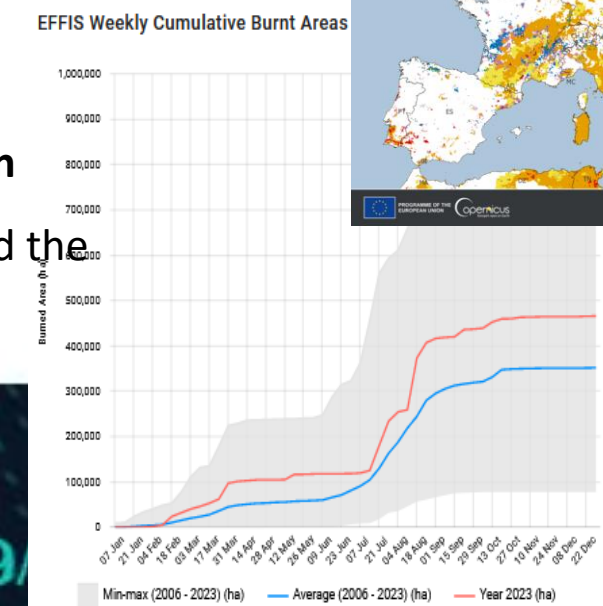 EFFIS Weekly Cumulative Burnt Areas
n
d the
PT
ES
MC
PROGRAMME OF THE
EUROPEAN UNION
Copernicus
1,000,000
900,000
800,000
700,000
600,000
500,000
400,000
300,000
200,000
100,000
0
Burned Area (ha)
07 Jan
21 Jan
04 Feb
18 Feb
03 Mar
17 Mar
31 Mar
14 Apr
28 Apr
12 May
26 May
09 Jun
23 Jun
07 Jul
21 Jul
04 Aug
18 Aug
01 Sep
15 Sep
29 Sep
13 Oct
27 Oct
10 Nov
24 Nov
08 Dec
22 Dec
9/
Min-max (2006 - 2023) (ha)
Average (2006 - 2023) (ha)
Year 2023 (ha)